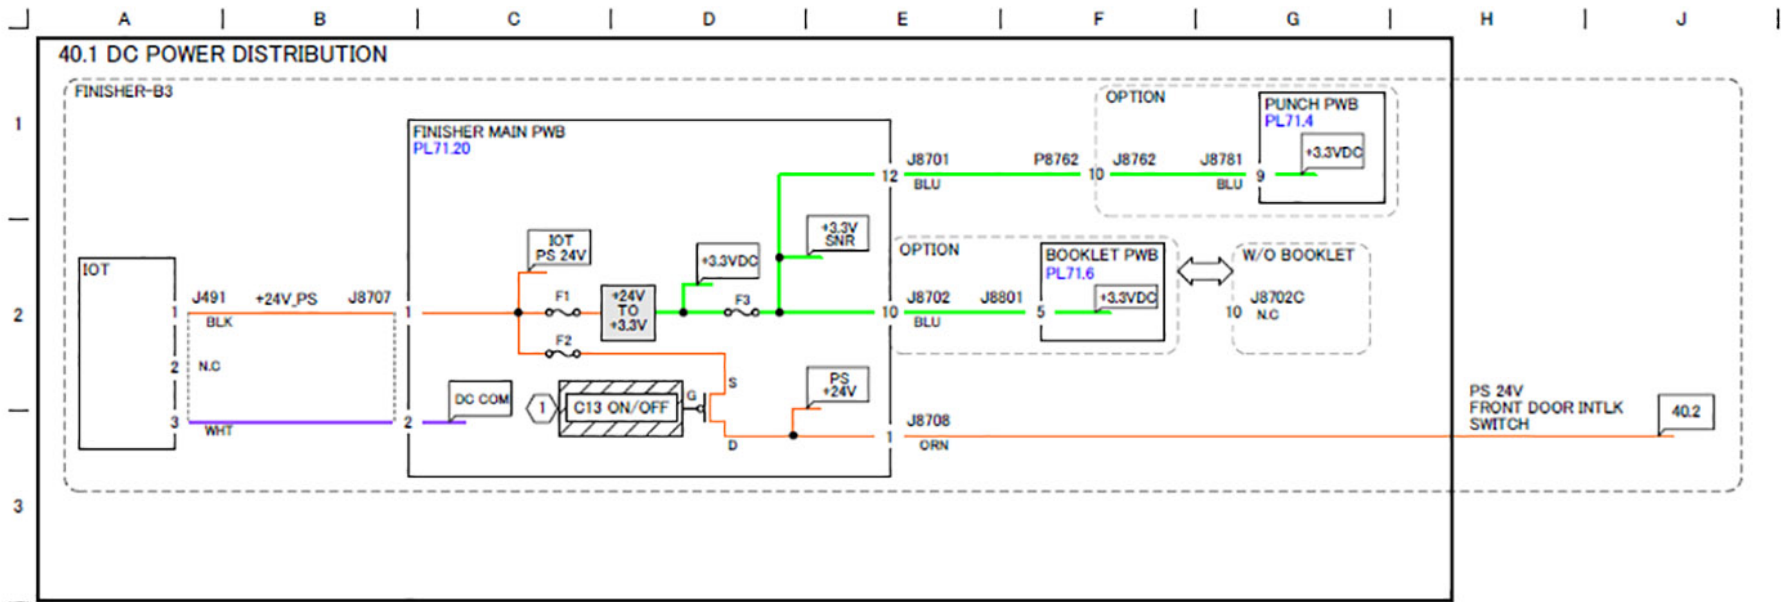 A B C D E F G H J
40.1 DC POWER DISTRIBUTION
FINISHER-B3
1
2
3
FINISHER MAIN PWB
PL71.20
OPTION
PUNCH PWB
PL71.4
+3.3VDC
J8701
12
BLU
P8762
10
J8762
J8781
BLU
9
IOT
PS 24V
+3.3VDC
+3.3V
SNR
OPTION
BOOKLET PWB
PL71.6
+3.3VDC
W/O BOOKLET
J8702C
10
N.C
IOT
J491
1
BLK
+24V_PS
J8707
1
F1
+24V
TO
+3.3V
F3
J8702
10
BLU
J8801
5
2
N.C
F2
3
WHT
2
DC COM
1
C13 ON/OFF
G
S
D
PS
+24V
J8708
1
ORN
PS 24V
FRONT DOOR INTLK
SWITCH
40.2